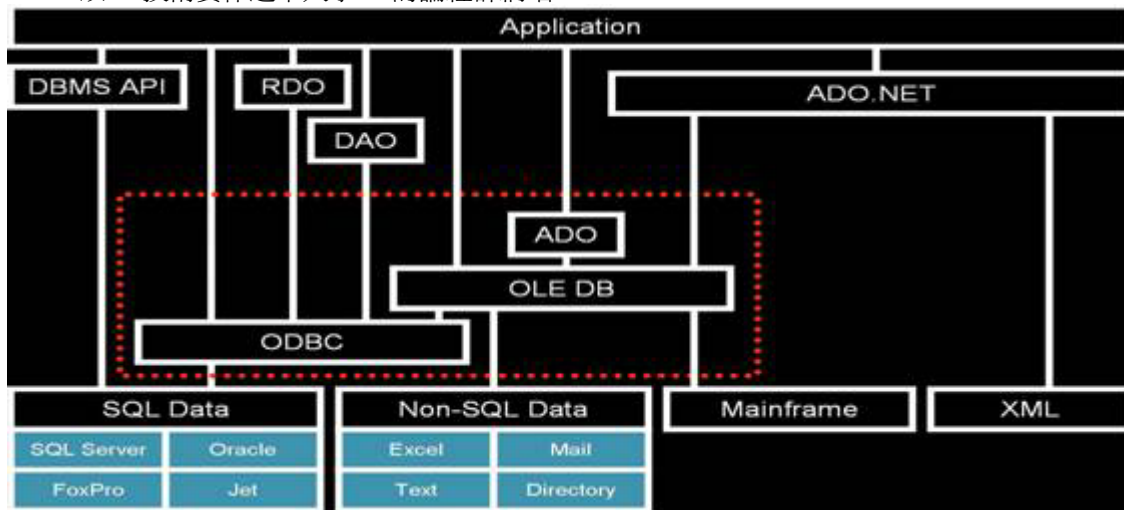 Application
DBMS API
RDO
ADO.NET
DAO
ADO
OLE DB
ODBC
SQL Data
Non-SQL Data
Mainframe
XML
SQL Server
Oracle
Excel
Mail
FoxPro
Jet
Text
Directory